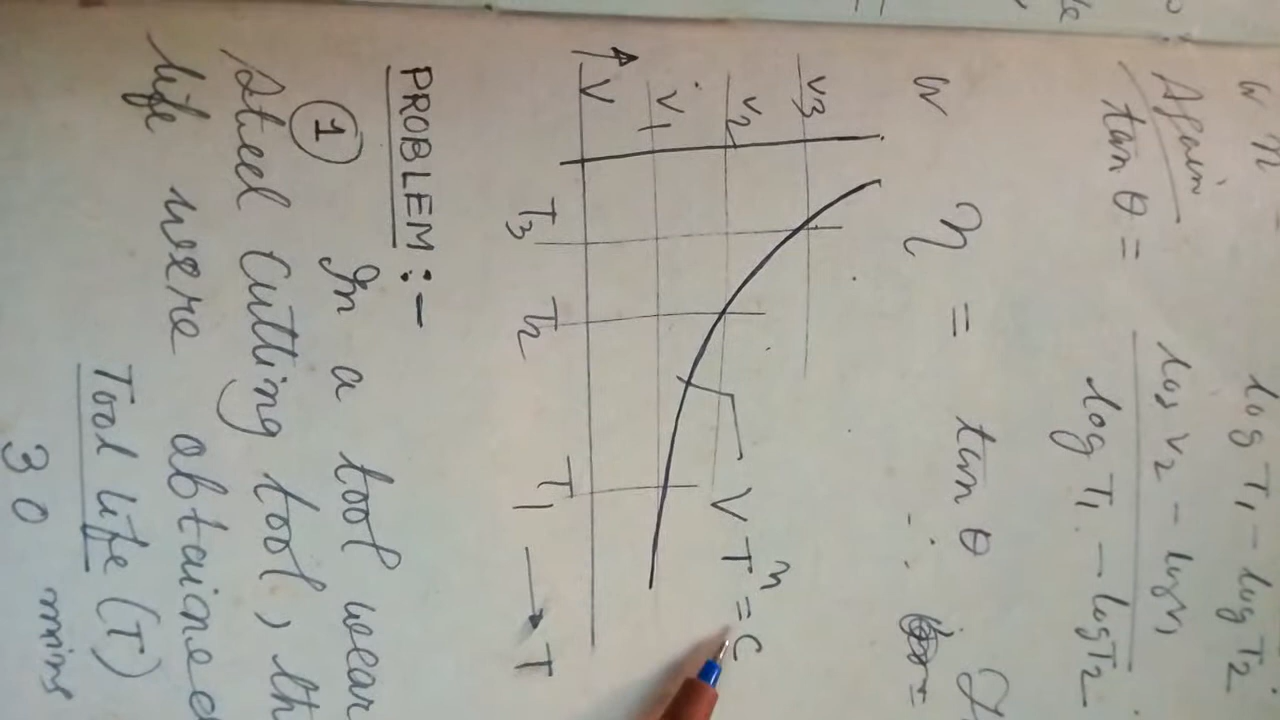 n
log T1 - log T2
Again
tan θ = log v2 - log v1
log T1 - log T2
n = tan θ
∴
v3
v2
v1
V
T3
T2
T1
T
VT^n = C
PROBLEM :-
① In a tool wear
steel cutting tool, th
life were obtained
Tool life (T)
30 mins